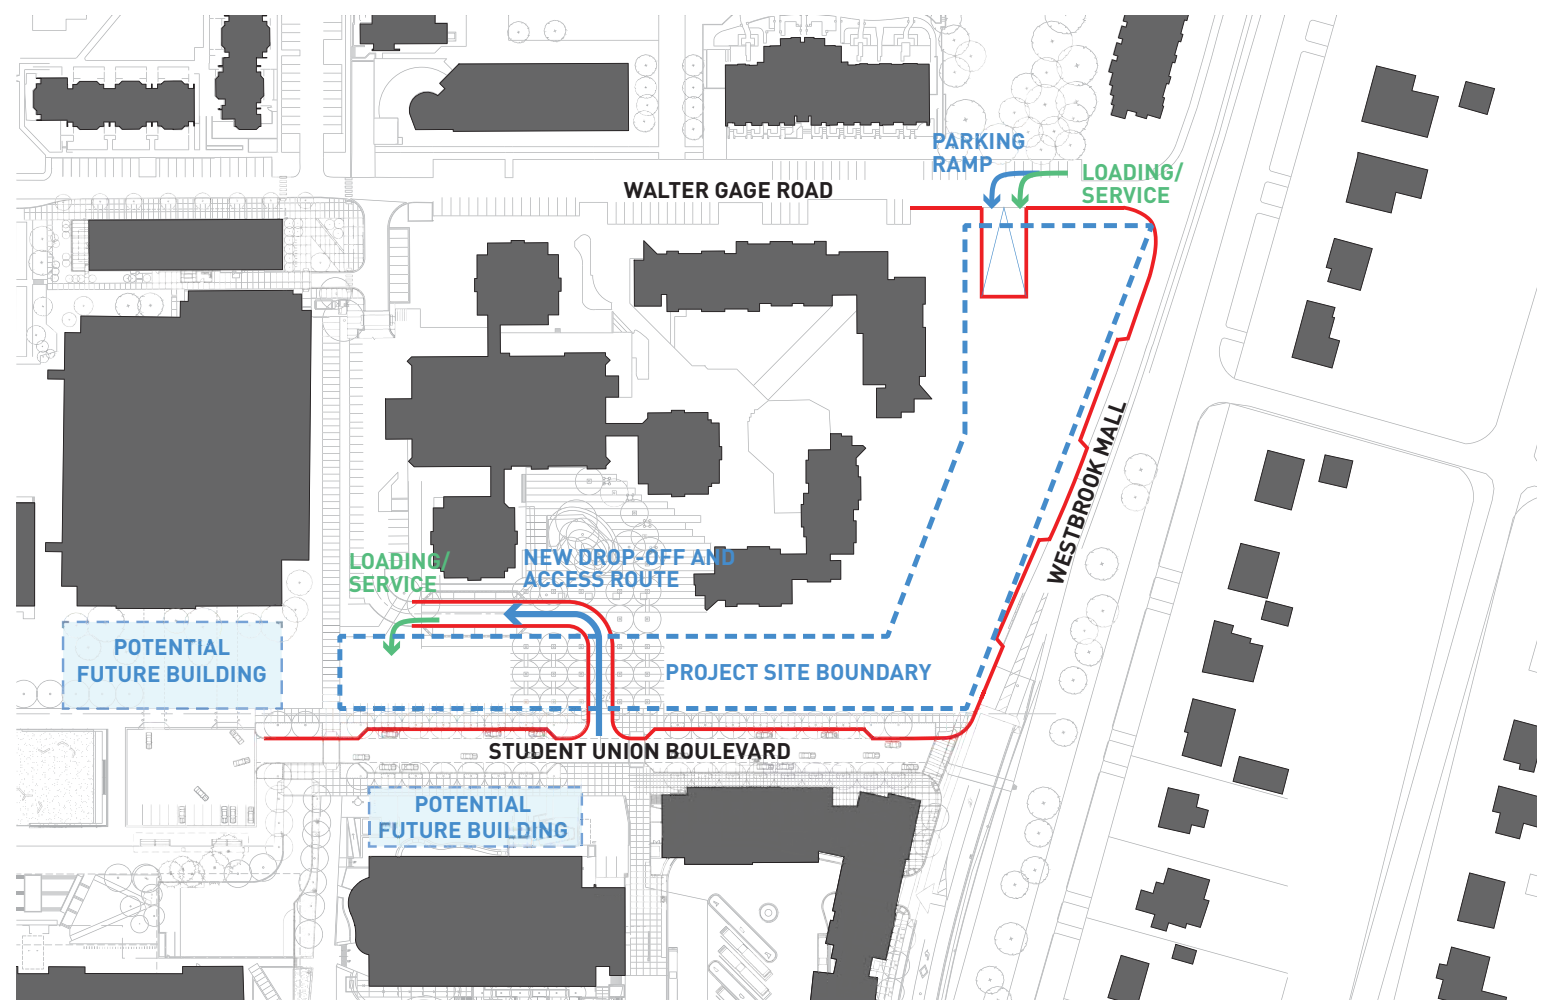 PARKING
RAMP
LOADING/
SERVICE
WALTER GAGE ROAD
WESTBROOK MALL
LOADING/
SERVICE
NEW DROP-OFF AND
ACCESS ROUTE
POTENTIAL
FUTURE BUILDING
PROJECT SITE BOUNDARY
STUDENT UNION BOULEVARD
POTENTIAL
FUTURE BUILDING